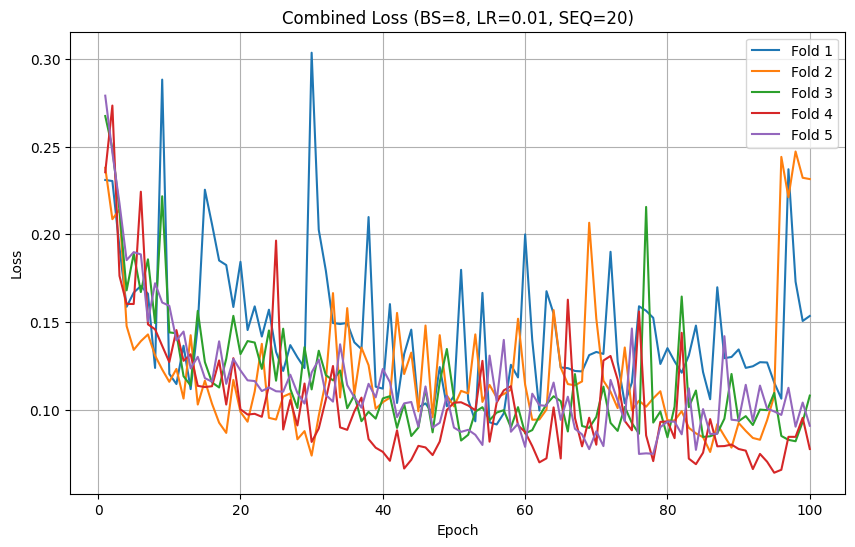 Combined Loss (BS=8, LR=0.01, SEQ=20)
Fold 1
Fold 2
Fold 3
Fold 4
Fold 5
0.30
0.25
0.20
0.15
0.10
Loss
0
20
40
60
80
100
Epoch